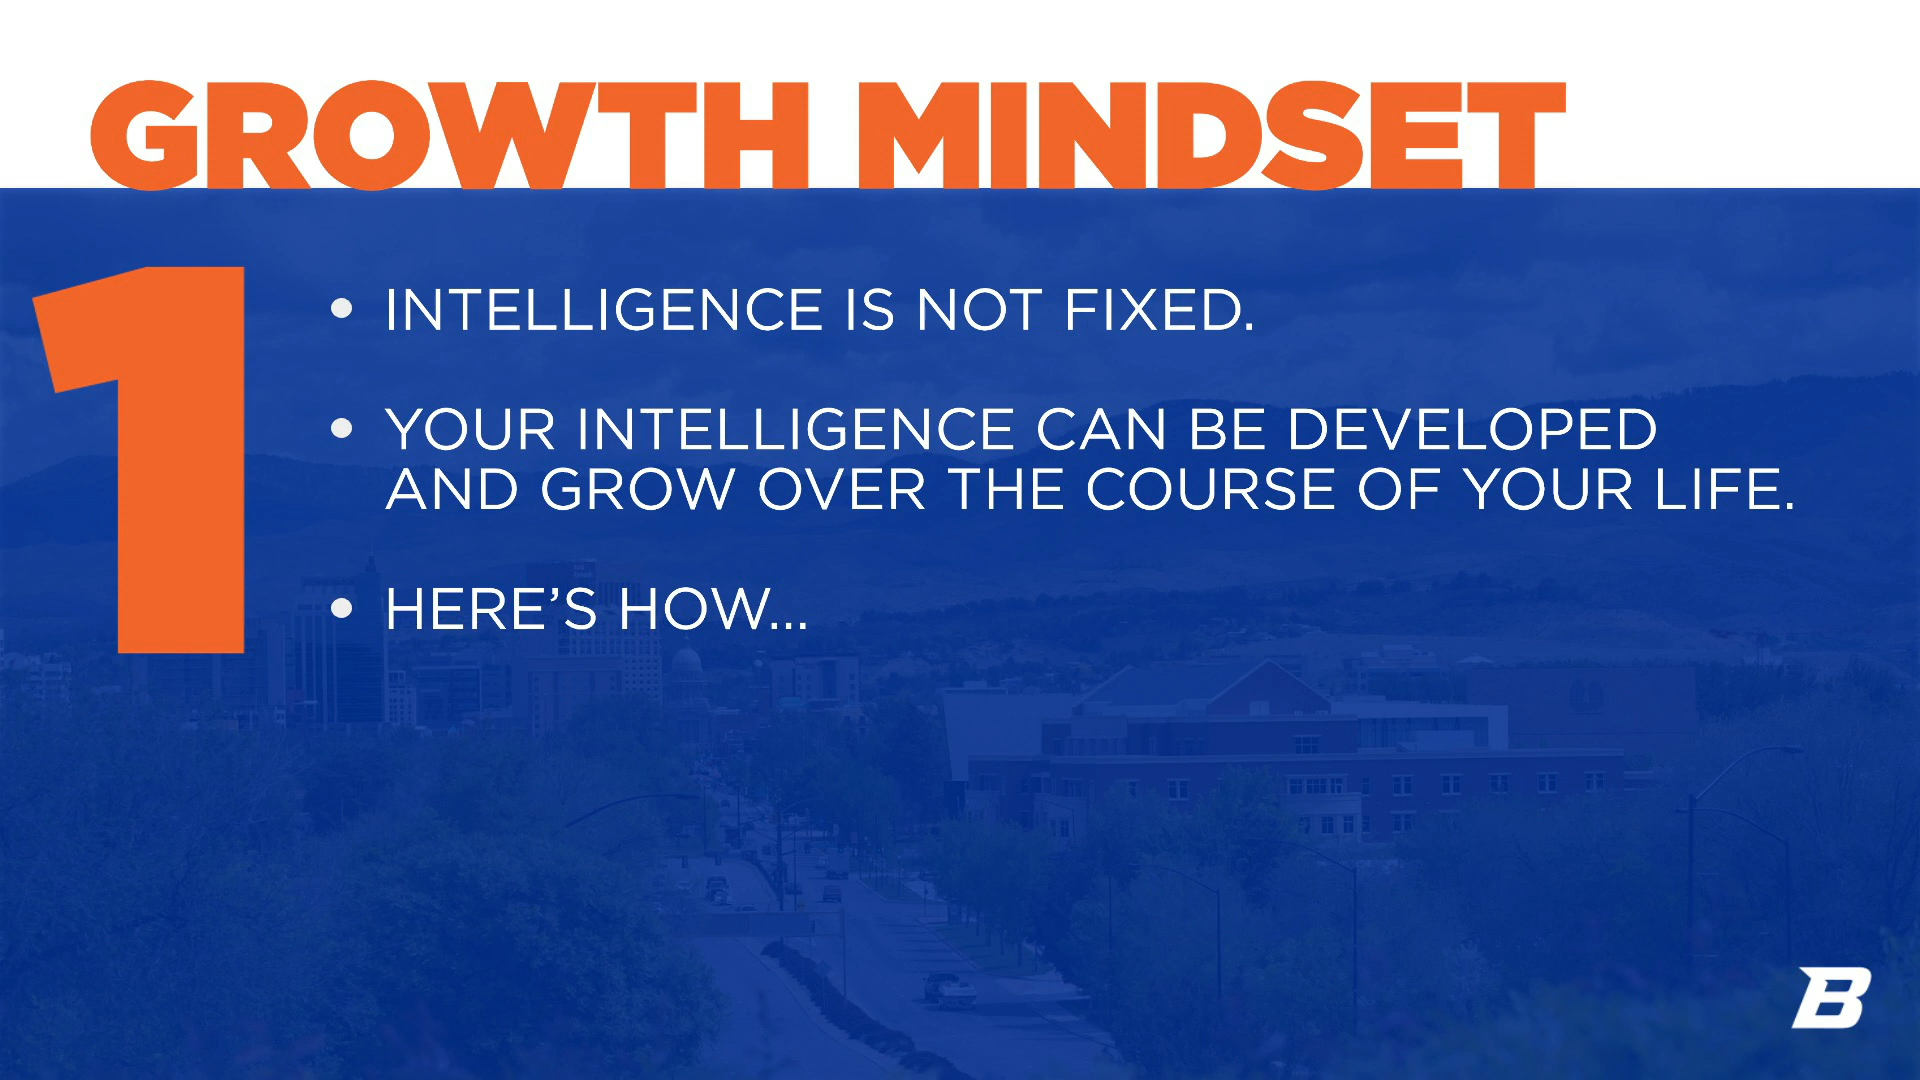 GROWTH MINDSET
1
• INTELLIGENCE IS NOT FIXED.
• YOUR INTELLIGENCE CAN BE DEVELOPED
AND GROW OVER THE COURSE OF YOUR LIFE.
• HERE’S HOW...
B